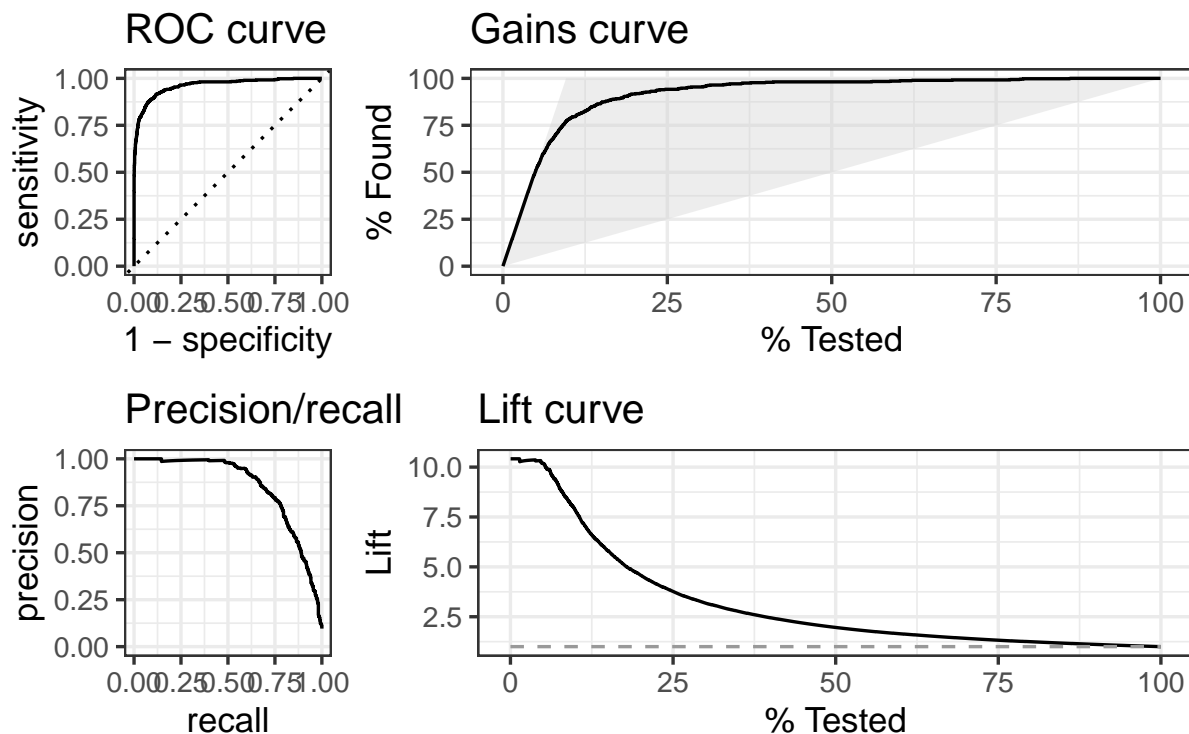 ROC curve
1.00
0.75
0.50
0.25
0.00
sensitivity
0.00 0.25 0.50 0.75 1.00
1 − specificity
Gains curve
100
75
50
25
0
% Found
0 25 50 75 100
% Tested
Precision/recall
1.00
0.75
0.50
0.25
0.00
precision
0.00 0.25 0.50 0.75 1.00
recall
Lift curve
10.0
7.5
5.0
2.5
Lift
0 25 50 75 100
% Tested